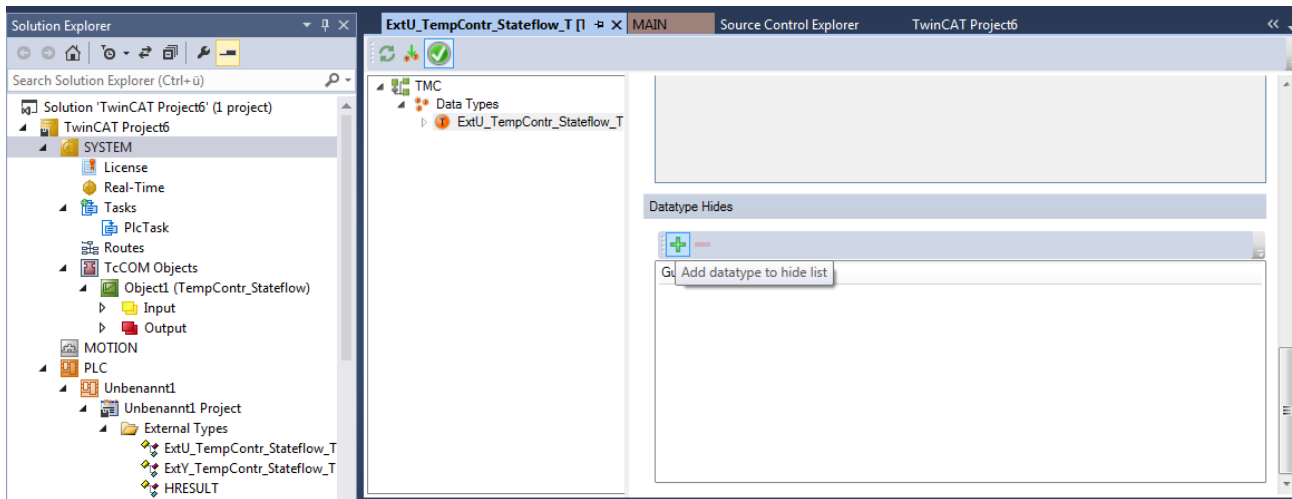 Solution Explorer
Search Solution Explorer (Ctrl+ü)
Solution 'TwinCAT Project6' (1 project)
TwinCAT Project6
SYSTEM
License
Real-Time
Tasks
PlcTask
Routes
TcCOM Objects
Object1 (TempContr_Stateflow)
Input
Output
MOTION
PLC
Unbenannt1
Unbenannt1 Project
External Types
ExtU_TempContr_Stateflow_T
ExtY_TempContr_Stateflow_T
HRESULT
ExtU_TempContr_Stateflow_T [ MAIN Source Control Explorer TwinCAT Project6
TMC
Data Types
ExtU_TempContr_Stateflow_T
Datatype Hides
Add datatype to hide list